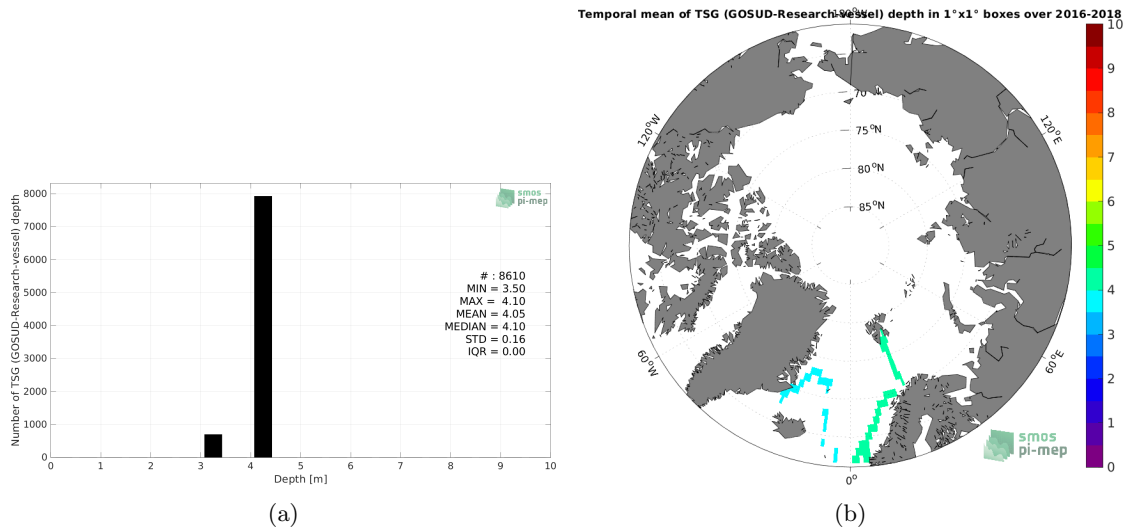 Temporal mean of TSG (GOSUD-Research-vessel) depth in 1°x1° boxes over 2016-2018
180°W
8000
7000
6000
5000
4000
3000
2000
1000
0
Number of TSG (GOSUD-Research-vessel) depth
smos
pi-mep
# : 8610
MIN = 3.50
MAX = 4.10
MEAN = 4.05
MEDIAN = 4.10
STD = 0.16
IQR = 0.00
0 1 2 3 4 5 6 7 8 9 10
Depth [m]
(a)
120°W
60°W
0°
60°E
120°E
70
75°N
80°N
85°N
smos
pi-mep
10
9
8
7
6
5
4
3
2
1
0
(b)